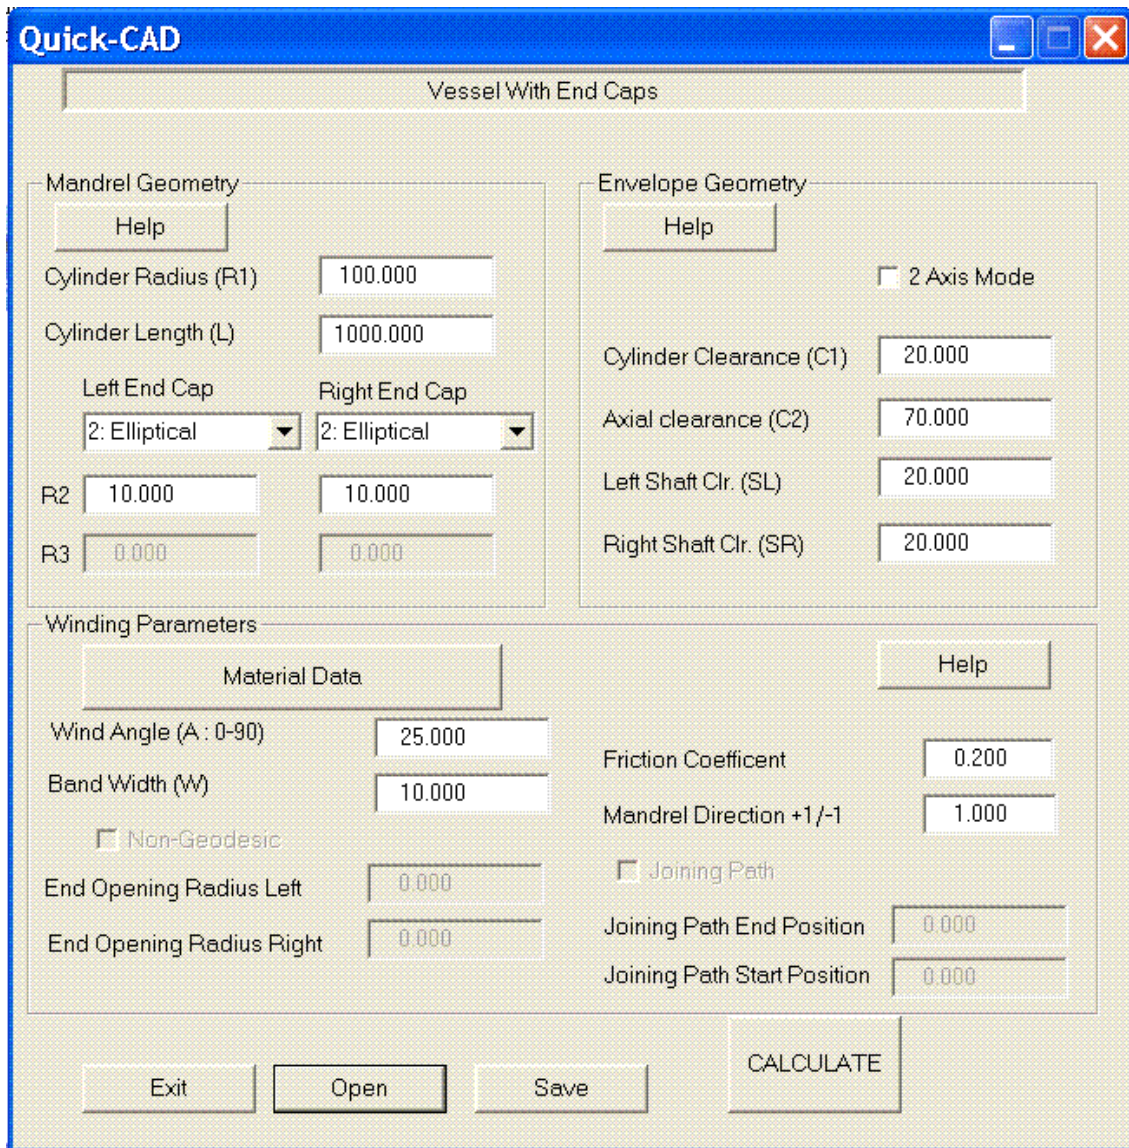 Quick-CAD
Vessel With End Caps
Mandrel Geometry
Help
Cylinder Radius (R1) 100.000
Cylinder Length (L) 1000.000
Left End Cap Right End Cap
2: Elliptical 2: Elliptical
R2 10.000 10.000
R3 0.000 0.000
Envelope Geometry
Help
2 Axis Mode
Cylinder Clearance (C1) 20.000
Axial clearance (C2) 70.000
Left Shaft Clr. (SL) 20.000
Right Shaft Clr. (SR) 20.000
Winding Parameters
Material Data
Wind Angle (A : 0-90) 25.000
Band Width (W) 10.000
Non-Geodesic
End Opening Radius Left 0.000
End Opening Radius Right 0.000
Help
Friction Coefficent 0.200
Mandrel Direction +1/-1 1.000
Joining Path
Joining Path End Position 0.000
Joining Path Start Position 0.000
Exit Open Save CALCULATE